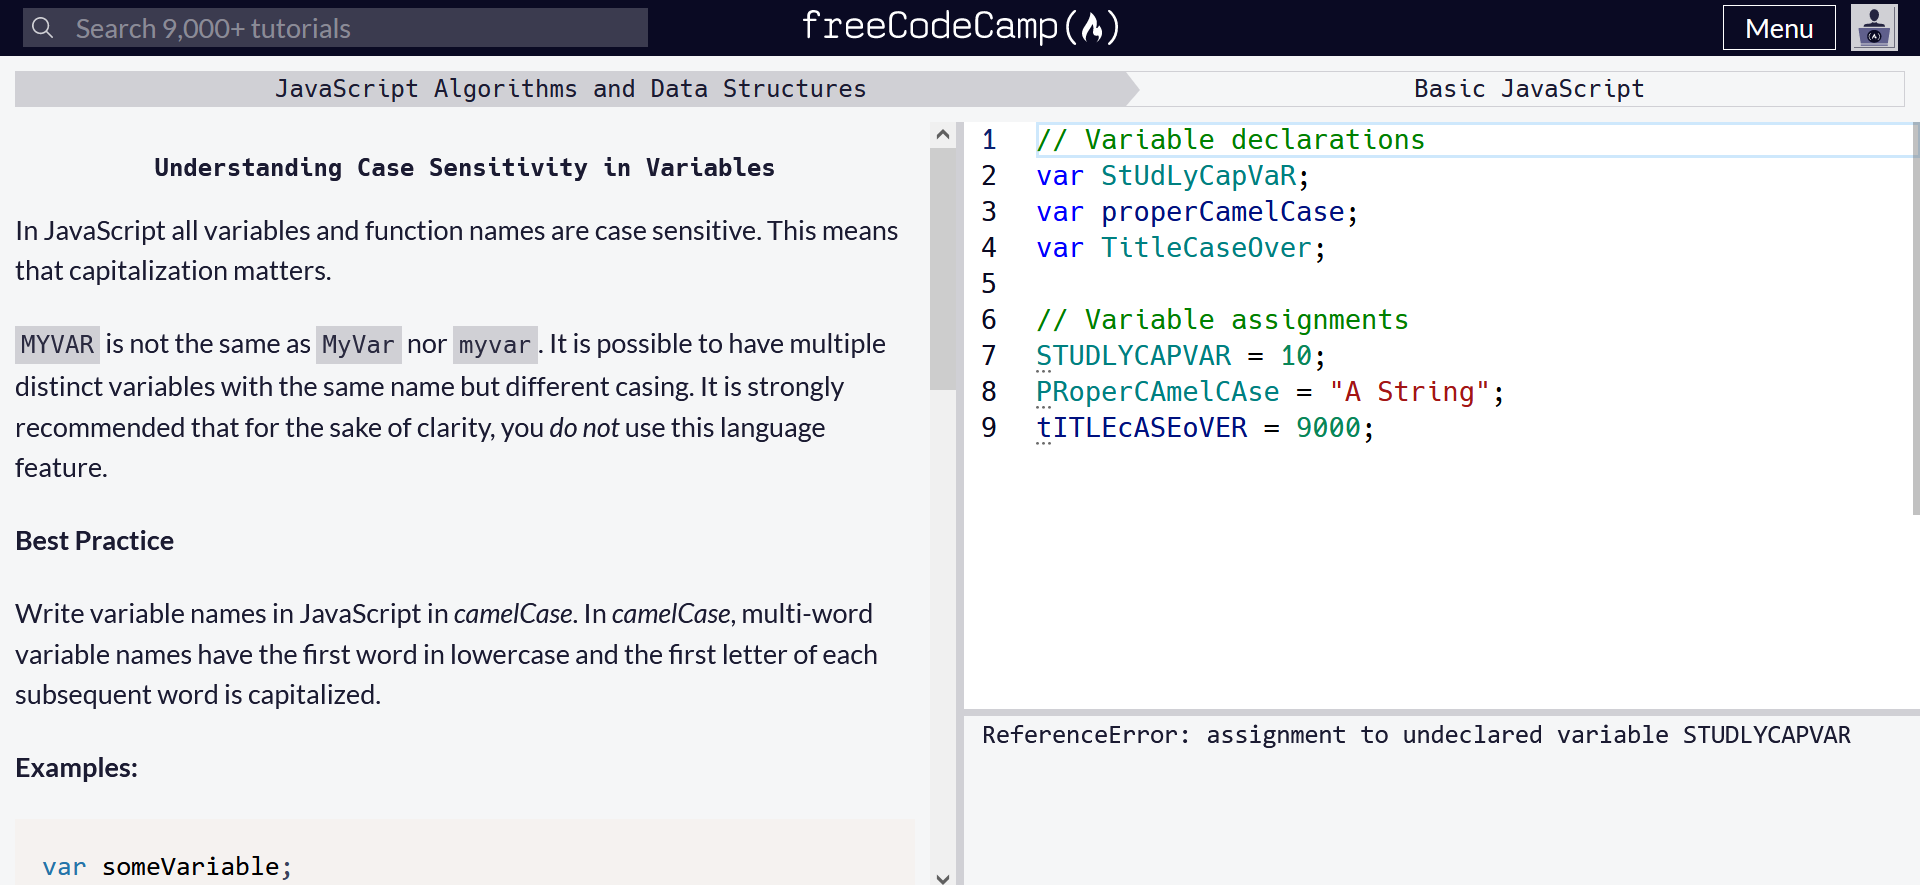 Search 9,000+ tutorials
freeCodeCamp(🔥)
Menu
JavaScript Algorithms and Data Structures
Basic JavaScript
Understanding Case Sensitivity in Variables
In JavaScript all variables and function names are case sensitive. This means
that capitalization matters.
MYVAR is not the same as MyVar nor myvar. It is possible to have multiple
distinct variables with the same name but different casing. It is strongly
recommended that for the sake of clarity, you do not use this language
feature.
Best Practice
Write variable names in JavaScript in camelCase. In camelCase, multi-word
variable names have the first word in lowercase and the first letter of each
subsequent word is capitalized.
Examples:
var someVariable;
1 // Variable declarations
2 var StUdLyCapVaR;
3 var properCamelCase;
4 var TitleCaseOver;
5
6 // Variable assignments
7 STUDLYCAPVAR = 10;
8 PRoperCAmelCAse = "A String";
9 tITLEcASEoVER = 9000;
ReferenceError: assignment to undeclared variable STUDLYCAPVAR